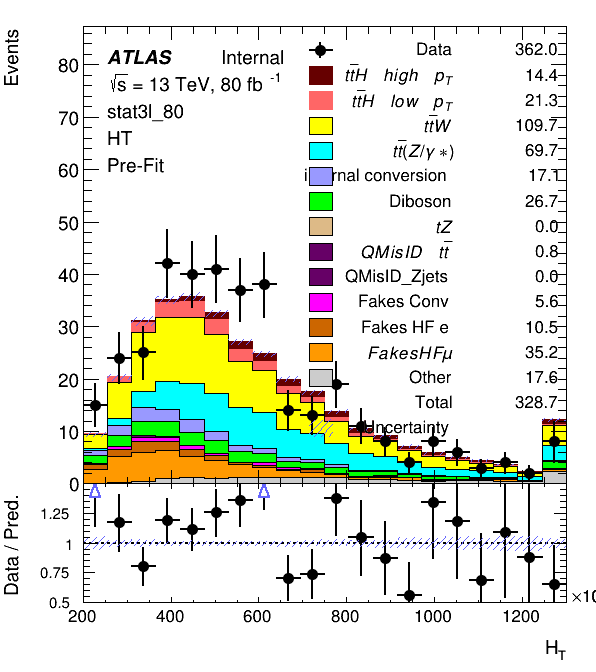 Events
ATLAS Internal
√s = 13 TeV, 80 fb -1
stat3l_80
HT
Pre-Fit
Data 362.0
tt̄H high pT 14.4
tt̄H low pT 21.3
tt̄W 109.7
tt̄(Z/γ*) 69.7
conversion 17.1
Diboson 26.7
tZ 0.0
QMisID tt̄ 0.8
QMisID_Zjets 0.0
Fakes Conv 5.6
Fakes HF e 10.5
FakesHFμ 35.2
Other 17.6
Total 328.7
Uncertainty
80
70
60
50
40
30
20
10
0
Data / Pred.
1.25
1
0.75
0.5
200 400 600 800 1000 1200
HT